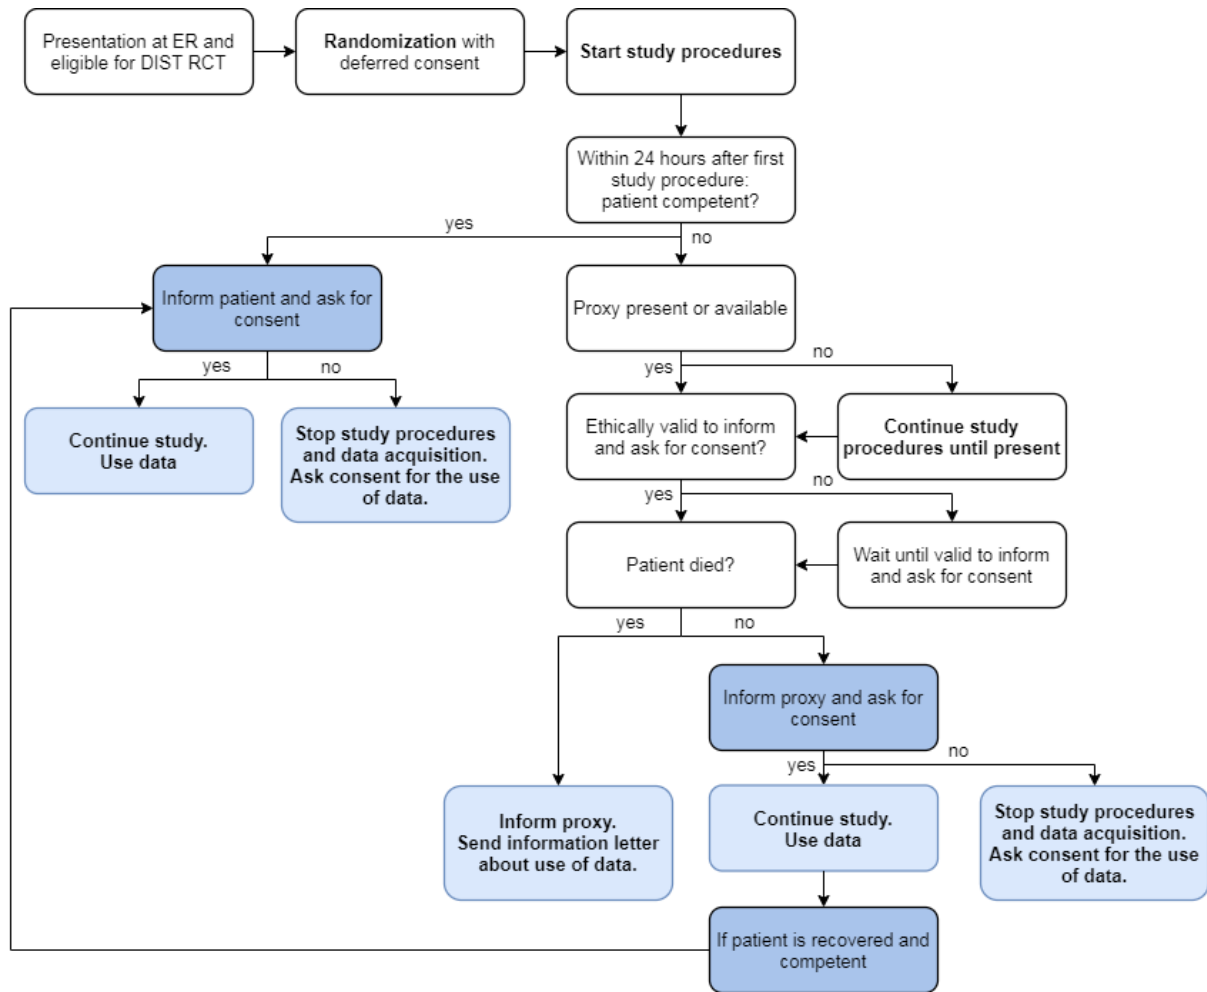 Presentation at ER and
eligible for DIST RCT
Randomization with
deferred consent
Start study procedures
Within 24 hours after first
study procedure:
patient competent?
yes
no
Inform patient and ask for
consent
Proxy present or available
yes
no
yes
no
Continue study.
Use data
Stop study procedures
and data acquisition.
Ask consent for the use
of data.
Ethically valid to inform
and ask for consent?
Continue study
procedures until present
yes
no
Patient died?
Wait until valid to inform
and ask for consent
yes
no
Inform proxy and ask for
consent
yes
no
Inform proxy.
Send information letter
about use of data.
Continue study.
Use data
Stop study procedures
and data acquisition.
Ask consent for the use
of data.
If patient is recovered and
competent